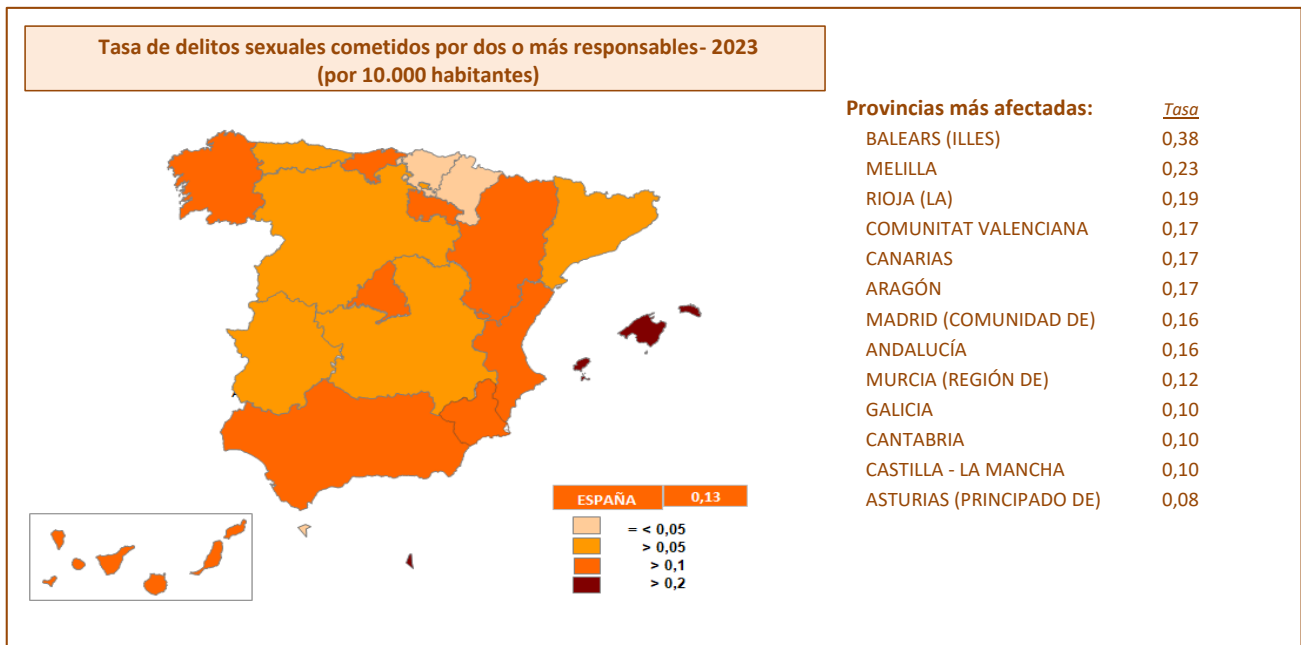 Tasa de delitos sexuales cometidos por dos o más responsables- 2023
(por 10.000 habitantes)
Provincias más afectadas: Tasa
BALEARS (ILLES) 0,38
MELILLA 0,23
RIOJA (LA) 0,19
COMUNITAT VALENCIANA 0,17
CANARIAS 0,17
ARAGÓN 0,17
MADRID (COMUNIDAD DE) 0,16
ANDALUCÍA 0,16
MURCIA (REGIÓN DE) 0,12
GALICIA 0,10
CANTABRIA 0,10
CASTILLA - LA MANCHA 0,10
ASTURIAS (PRINCIPADO DE) 0,08
ESPAÑA 0,13
= < 0,05
> 0,05
> 0,1
> 0,2